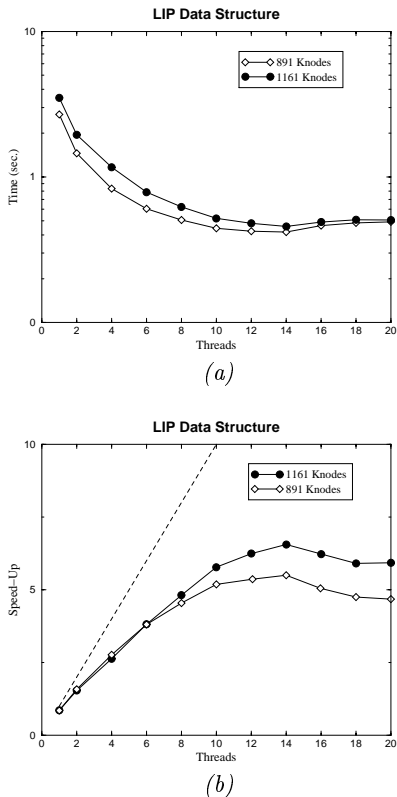 LIP Data Structure
10
1
0
Time (sec.)
891 Knodes
1161 Knodes
0 2 4 6 8 10 12 14 16 18 20
Threads
(a)
LIP Data Structure
10
5
0
Speed-Up
1161 Knodes
891 Knodes
0 2 4 6 8 10 12 14 16 18 20
Threads
(b)